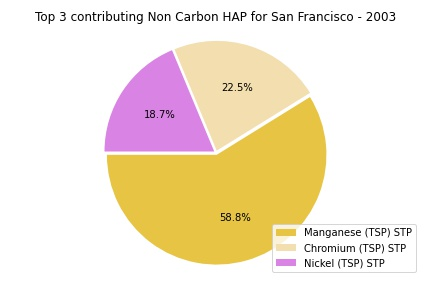 Top 3 contributing Non Carbon HAP for San Francisco - 2003
22.5%
18.7%
58.8%
Manganese (TSP) STP
Chromium (TSP) STP
Nickel (TSP) STP